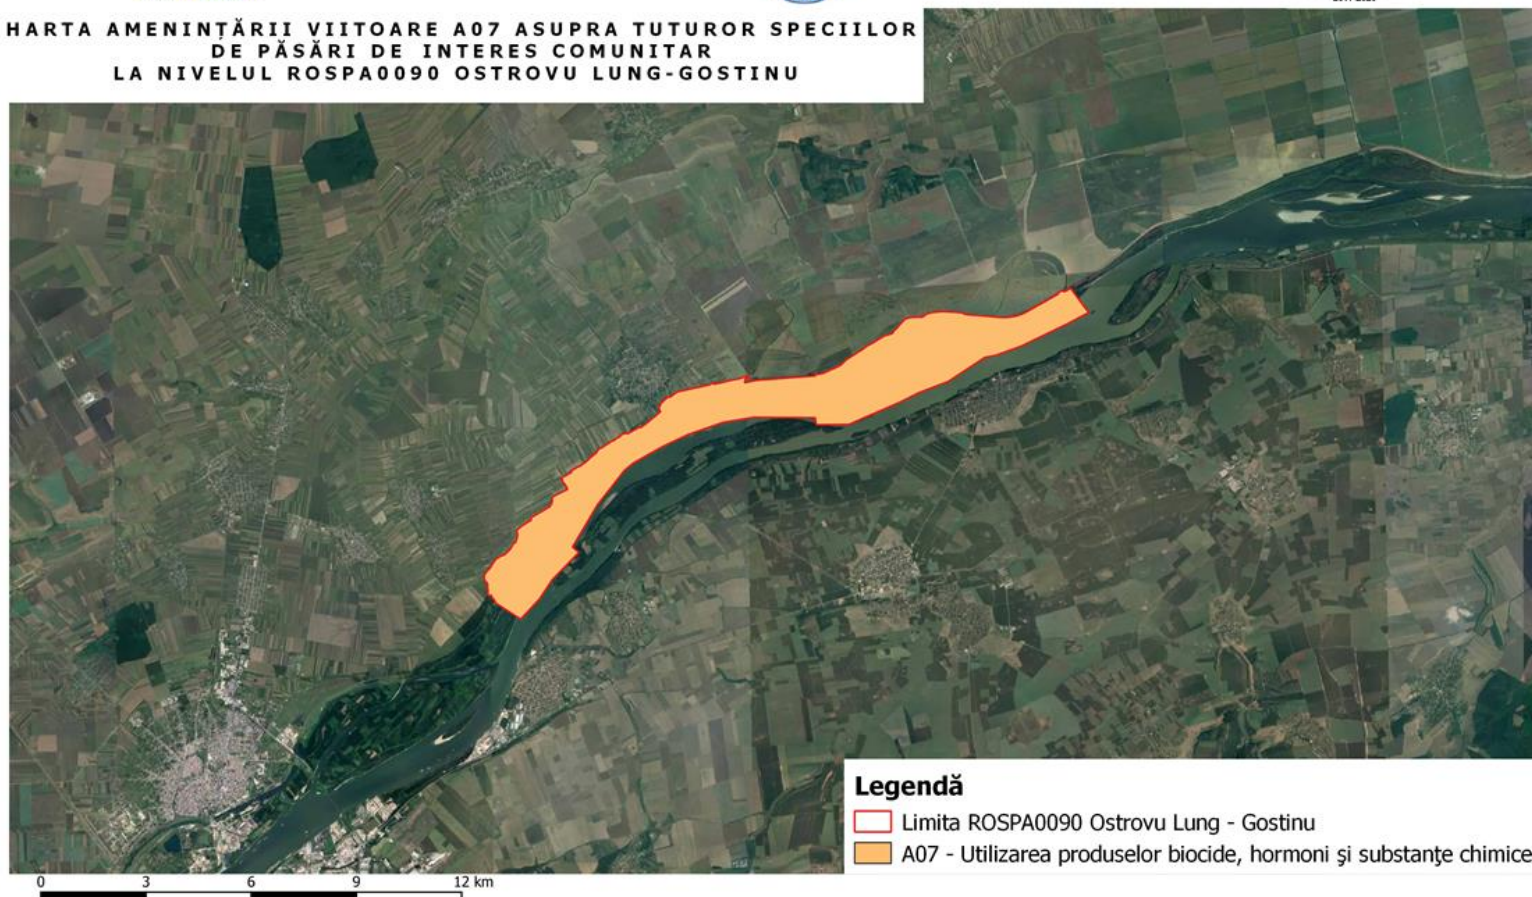 HARTA AMENINȚĂRII VIITOARE A07 ASUPRA TUTUROR SPECIILOR
DE PĂSĂRI DE INTERES COMUNITAR
LA NIVELUL ROSPA0090 OSTROVU LUNG-GOSTINU
Legendă
Limita ROSPA0090 Ostrovu Lung - Gostinu
A07 - Utilizarea produselor biocide, hormoni şi substanţe chimice
0 3 6 9 12 km